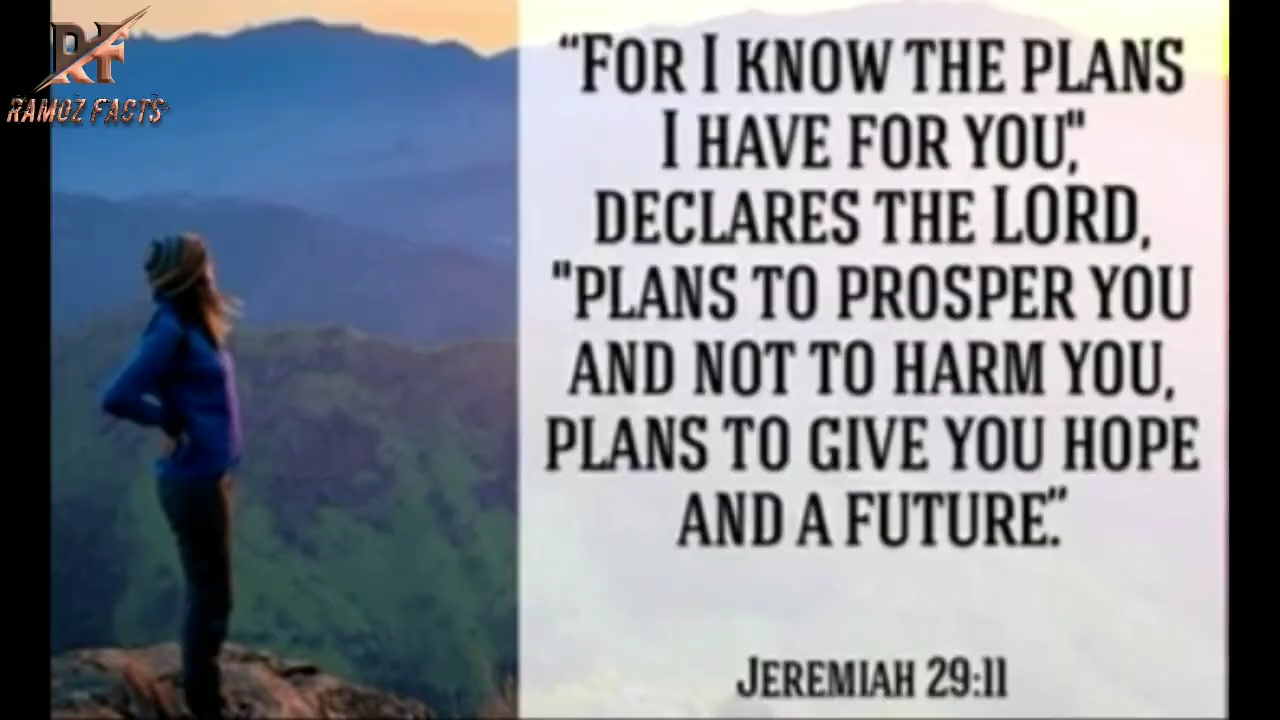 RF
RAMOZ FACTS
“FOR I KNOW THE PLANS
I HAVE FOR YOU",
DECLARES THE LORD,
"PLANS TO PROSPER YOU
AND NOT TO HARM YOU,
PLANS TO GIVE YOU HOPE
AND A FUTURE.”
JEREMIAH 29:11